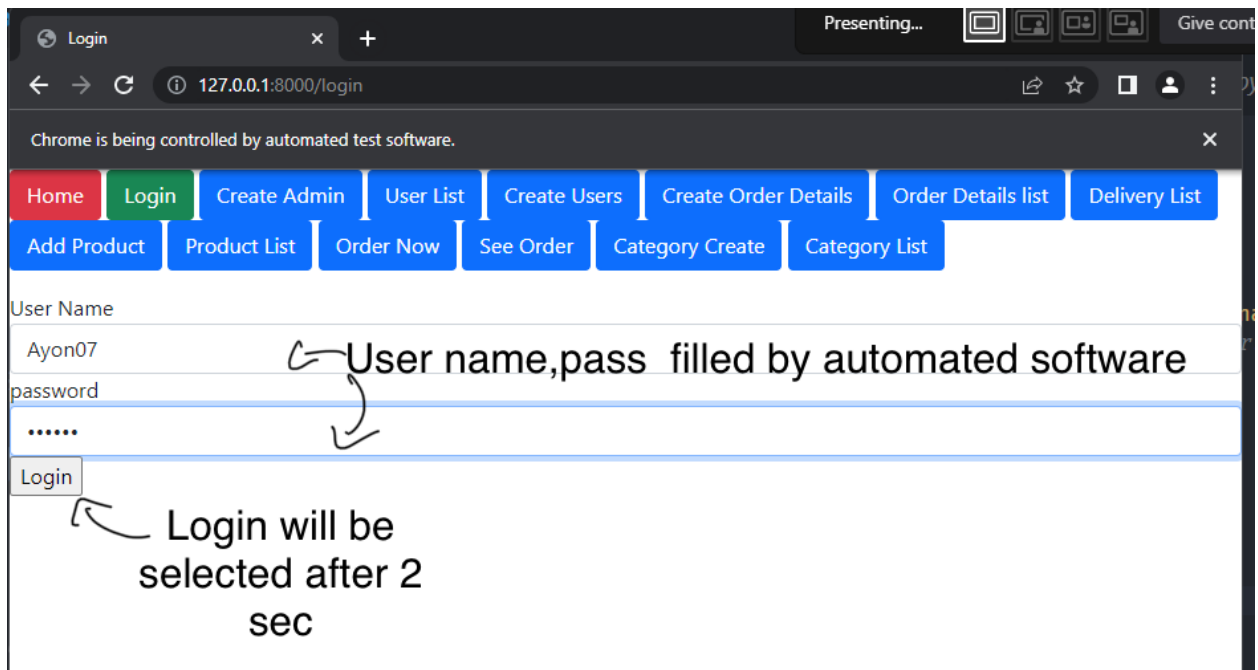 Login
Presenting...
Give cont
127.0.0.1:8000/login
Chrome is being controlled by automated test software.
Home Login Create Admin User List Create Users Create Order Details Order Details list Delivery List
Add Product Product List Order Now See Order Category Create Category List
User Name
Ayon07
User name,pass filled by automated software
password
••••••
Login
Login will be
selected after 2
sec